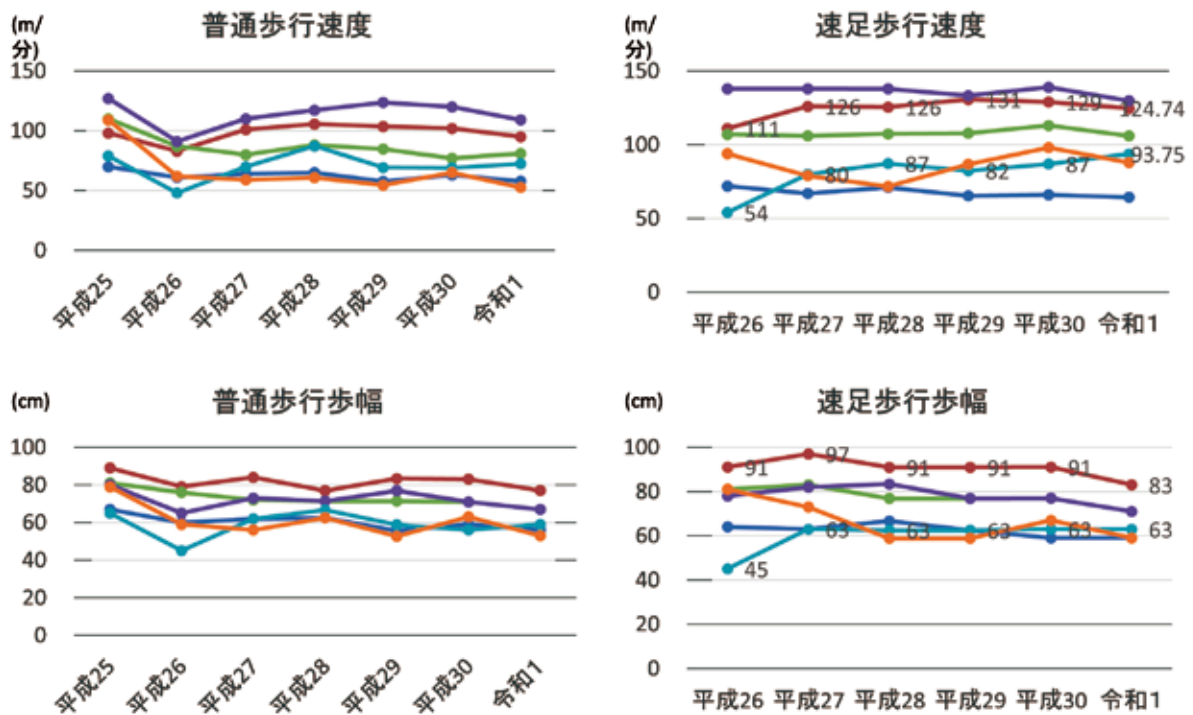 (m/
分)
普通歩行速度
150
100
50
0
平成25
平成26
平成27
平成28
平成29
平成30
令和1
(m/
分)
速足歩行速度
150
100
50
0
111
126
126
131
129
124.74
54
80
87
82
87
93.75
平成26 平成27 平成28 平成29 平成30 令和1
(cm)
普通歩行歩幅
100
80
60
40
20
0
平成25
平成26
平成27
平成28
平成29
平成30
令和1
(cm)
速足歩行歩幅
100
80
60
40
20
0
91
97
91
91
91
83
45
63
63
63
63
63
平成26 平成27 平成28 平成29 平成30 令和1